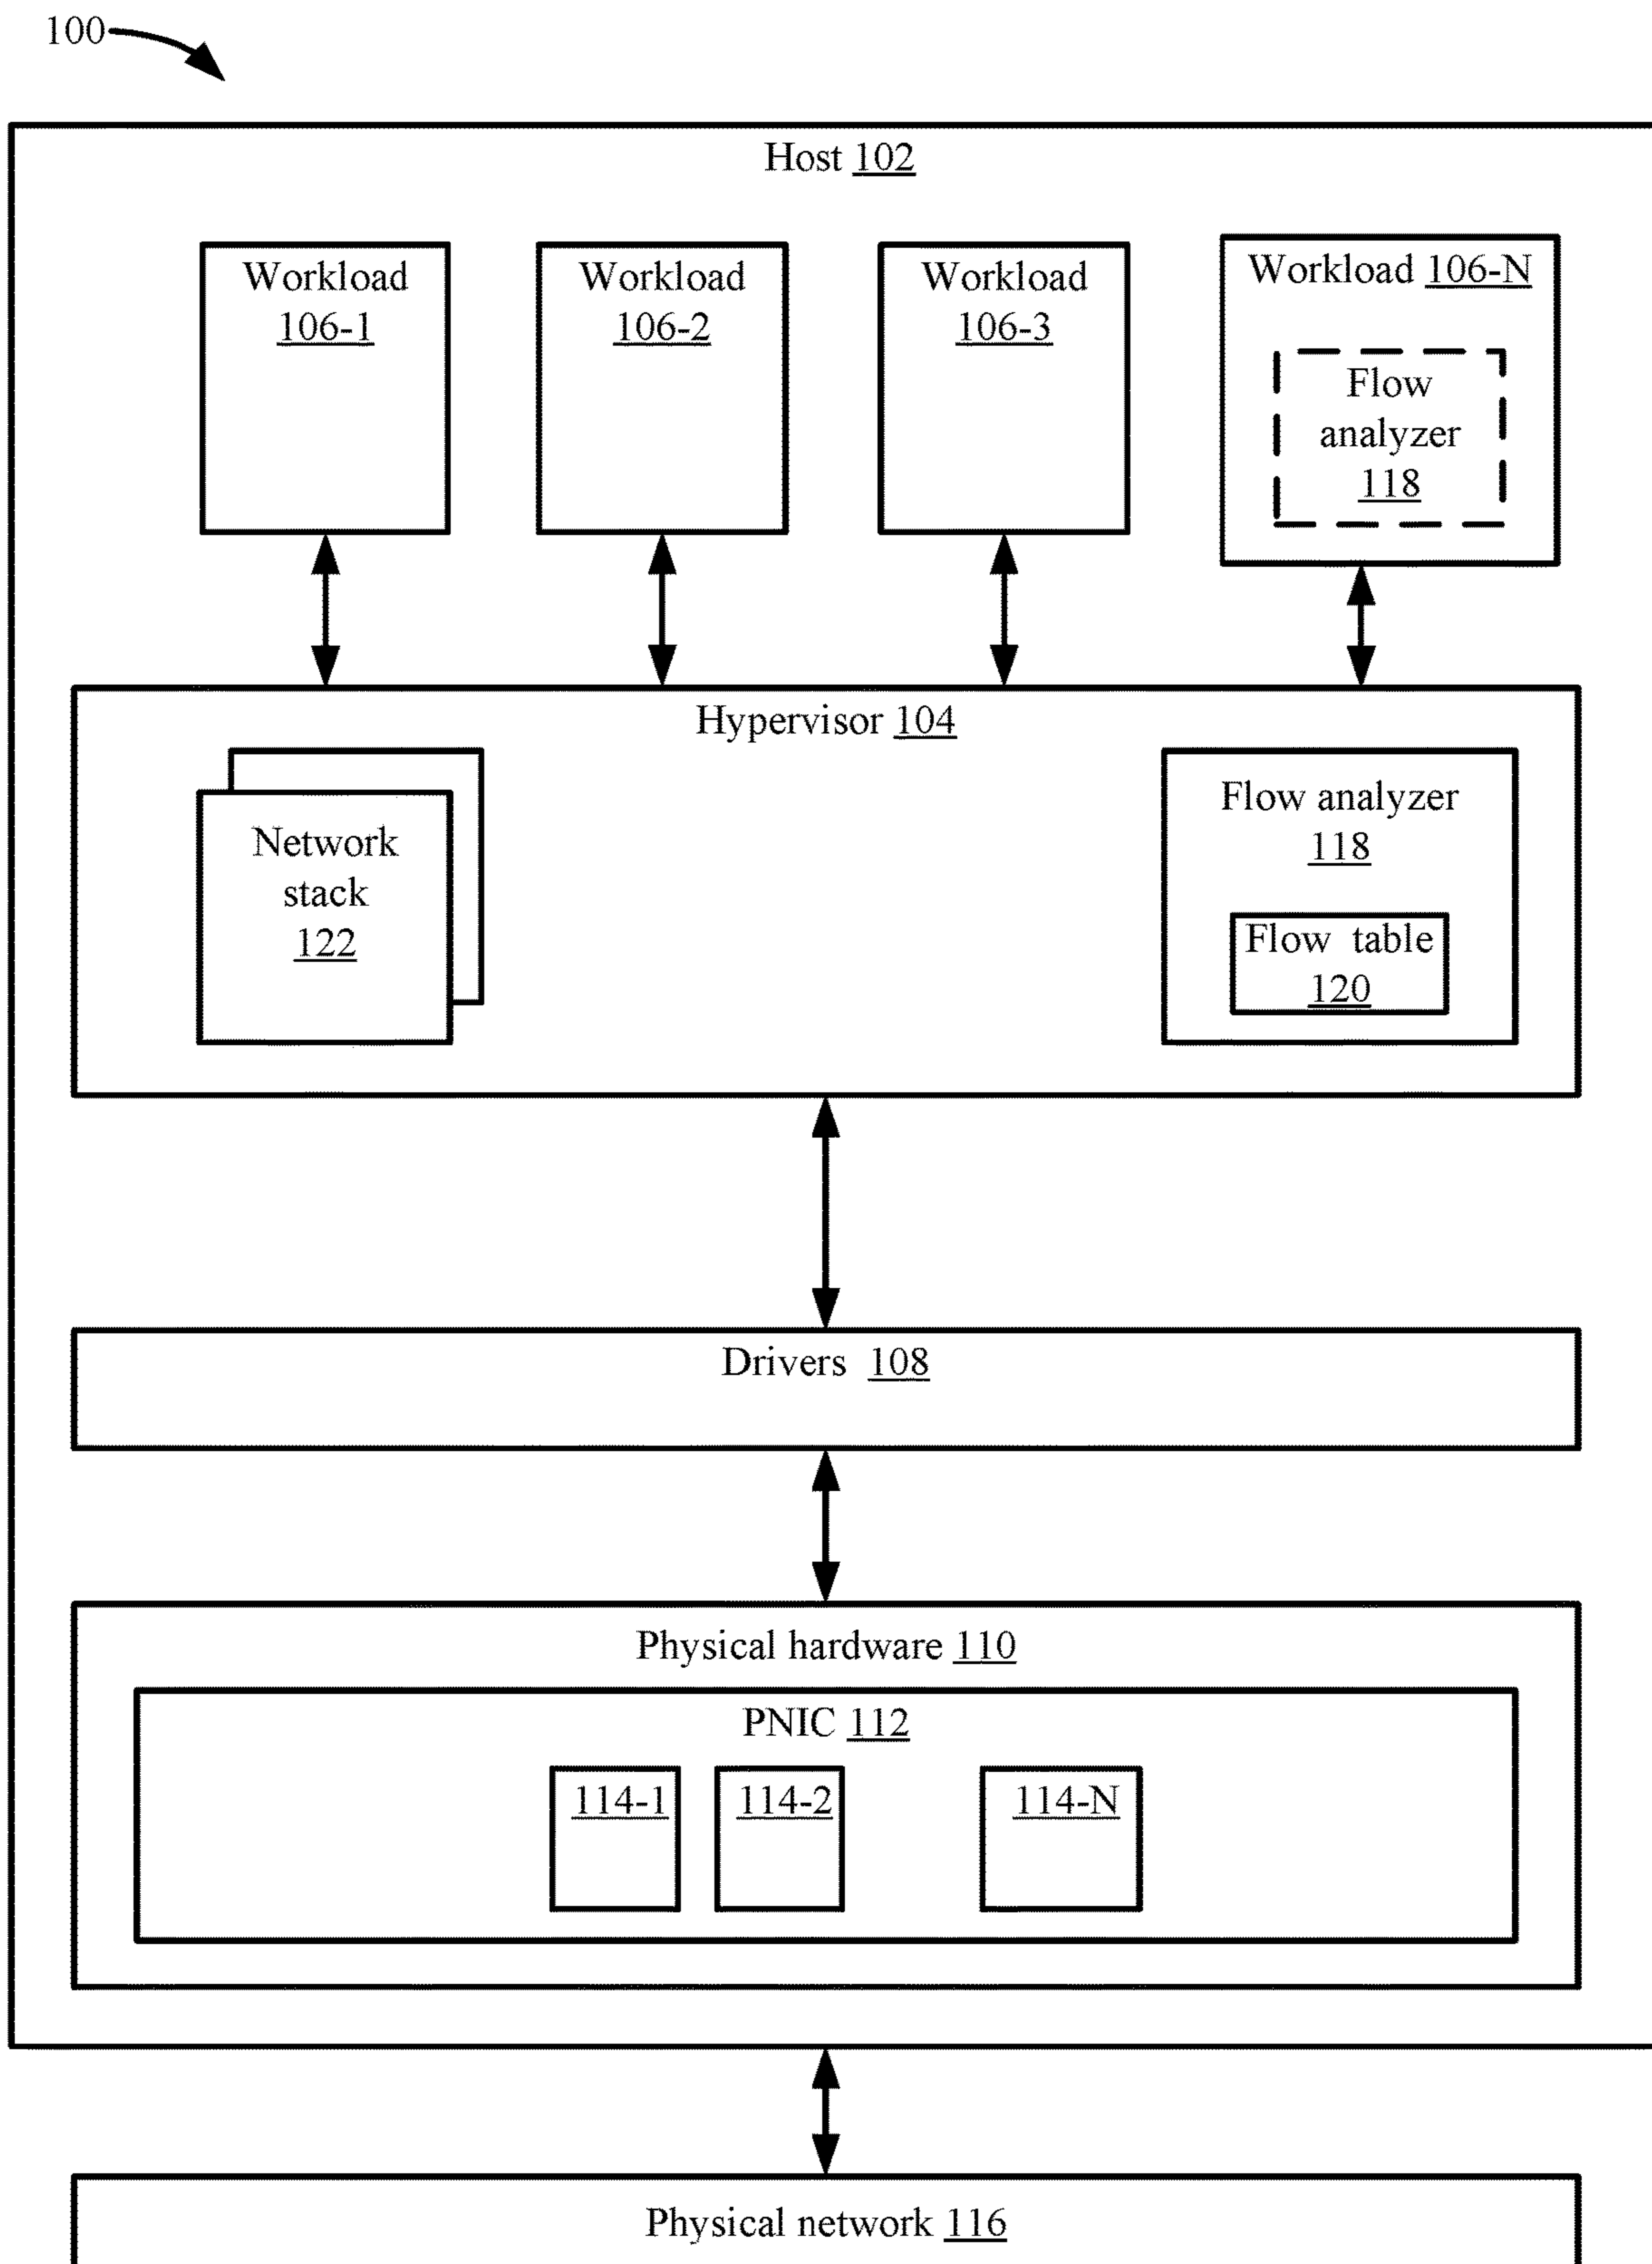 100
Host 102
Workload
106-1
Workload
106-2
Workload
106-3
Workload 106-N
Flow
analyzer
118
Hypervisor 104
Network
stack
122
Flow analyzer
118
Flow table
120
Drivers 108
Physical hardware 110
PNIC 112
114-1
114-2
114-N
Physical network 116